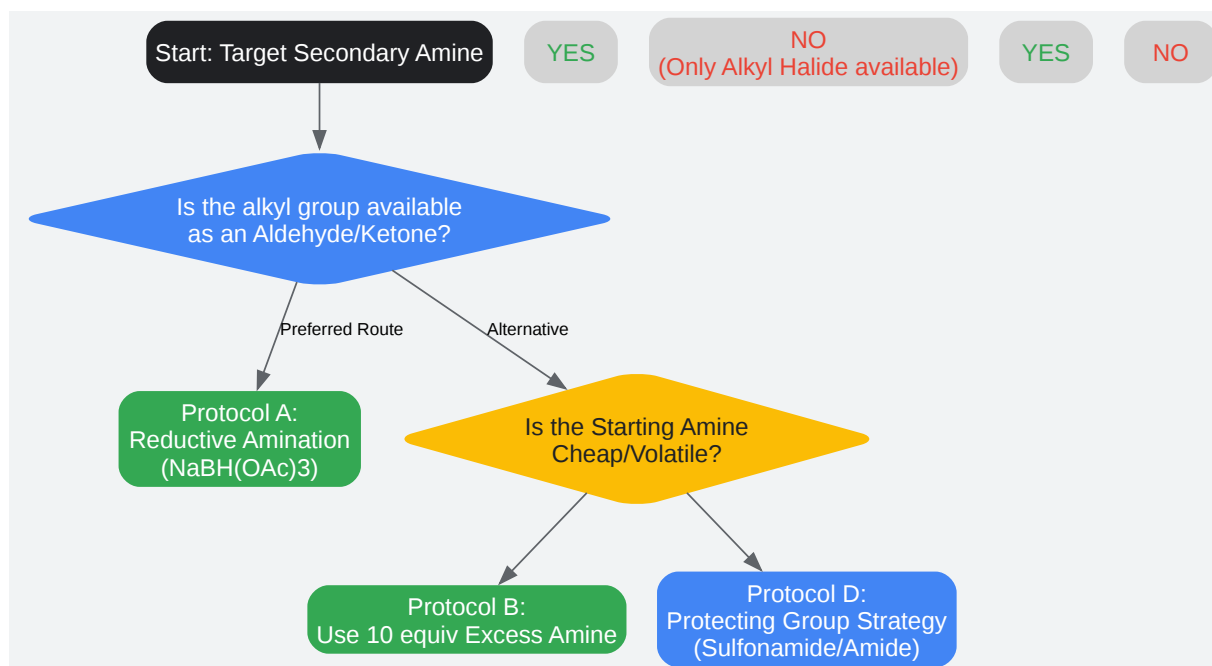 Start: Target Secondary Amine
YES
NO
(Only Alkyl Halide available)
YES
NO
Is the alkyl group available
as an Aldehyde/Ketone?
Preferred Route
Alternative
Protocol A:
Reductive Amination
(NaBH(OAc)3)
Is the Starting Amine
Cheap/Volatile?
Protocol B:
Use 10 equiv Excess Amine
Protocol D:
Protecting Group Strategy
(Sulfonamide/Amide)